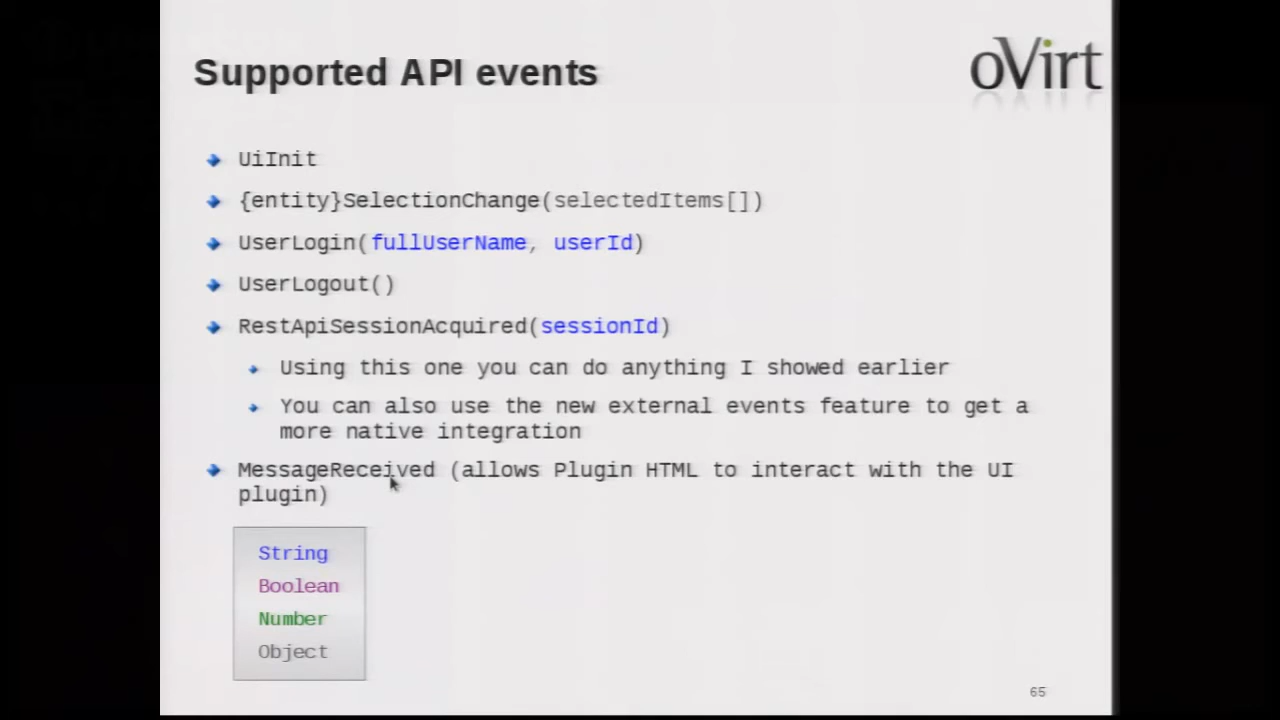 Supported API events
oVirt
UiInit
{entity}SelectionChange(selectedItems[])
UserLogin(fullUserName, userId)
UserLogout()
RestApiSessionAcquired(sessionId)
Using this one you can do anything I showed earlier
You can also use the new external events feature to get a
more native integration
MessageReceived (allows Plugin HTML to interact with the UI
plugin)
String
Boolean
Number
Object
65